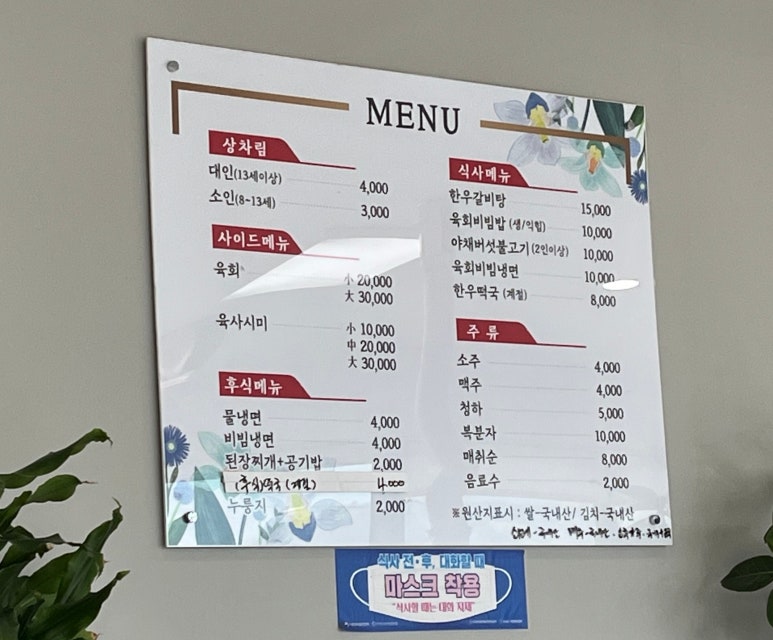 MENU
상차림
대인(13세이상) 4,000
소인(8~13세) 3,000
사이드메뉴
육회 小 20,000
大 30,000
육사시미 小 10,000
中 20,000
大 30,000
후식메뉴
물냉면 4,000
비빔냉면 4,000
된장찌개+공기밥 2,000
(후식)떡국 (계절) 4,000
누룽지 2,000
식사메뉴
한우갈비탕 15,000
육회비빔밥 (생/익힘) 10,000
야채버섯불고기 (2인이상) 10,000
육회비빔냉면 10,000
한우떡국 (계절) 8,000
주 류
소주 4,000
맥주 4,000
청하 5,000
복분자 10,000
매취순 8,000
음료수 2,000
※원산지표시 : 쌀-국내산/ 김치-국내산
식사 전·후, 대화할 때
마스크 착용
"식사할 때는 대화 자제"